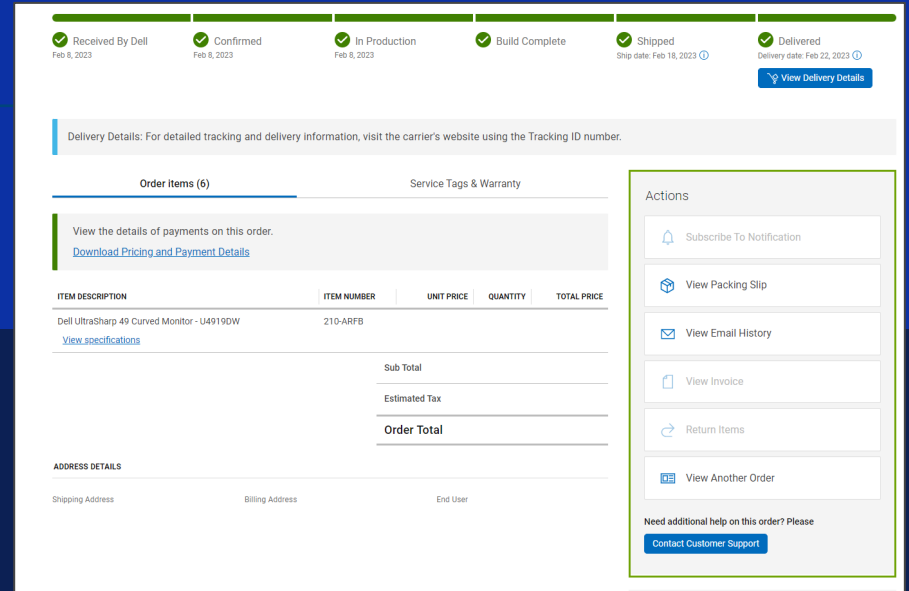 Received By Dell
Feb 8, 2023
Confirmed
Feb 8, 2023
In Production
Feb 8, 2023
Build Complete
Shipped
Ship date: Feb 18, 2023
Delivered
Delivery date: Feb 22, 2023
View Delivery Details
Delivery Details: For detailed tracking and delivery information, visit the carrier's website using the Tracking ID number.
Order items (6)
Service Tags & Warranty
View the details of payments on this order.
Download Pricing and Payment Details
ITEM DESCRIPTION ITEM NUMBER UNIT PRICE QUANTITY TOTAL PRICE
Dell UltraSharp 49 Curved Monitor - U4919DW 210-ARFB
View specifications
Sub Total
Estimated Tax
Order Total
ADDRESS DETAILS
Shipping Address Billing Address End User
Actions
Subscribe To Notification
View Packing Slip
View Email History
View Invoice
Return Items
View Another Order
Need additional help on this order? Please
Contact Customer Support